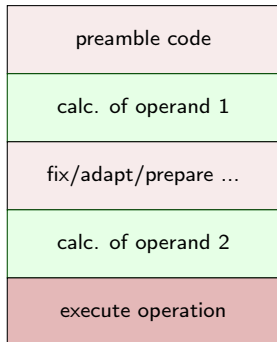 preamble code
calc. of operand 1
fix/adapt/prepare ...
calc. of operand 2
execute operation